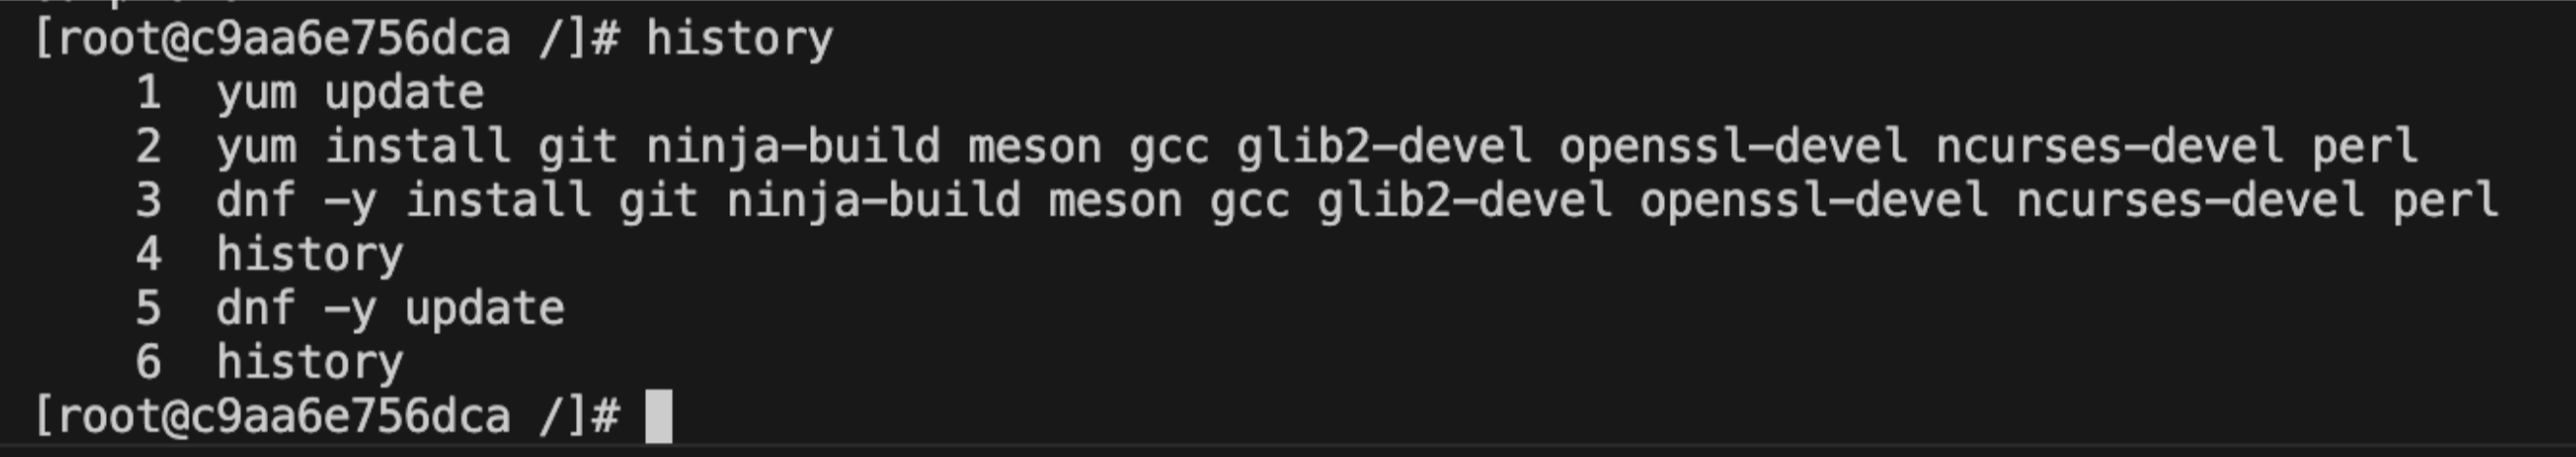 [root@c9aa6e756dca /]# history
1 yum update
2 yum install git ninja-build meson gcc glib2-devel openssl-devel ncurses-devel perl
3 dnf -y install git ninja-build meson gcc glib2-devel openssl-devel ncurses-devel perl
4 history
5 dnf -y update
6 history
[root@c9aa6e756dca /]#